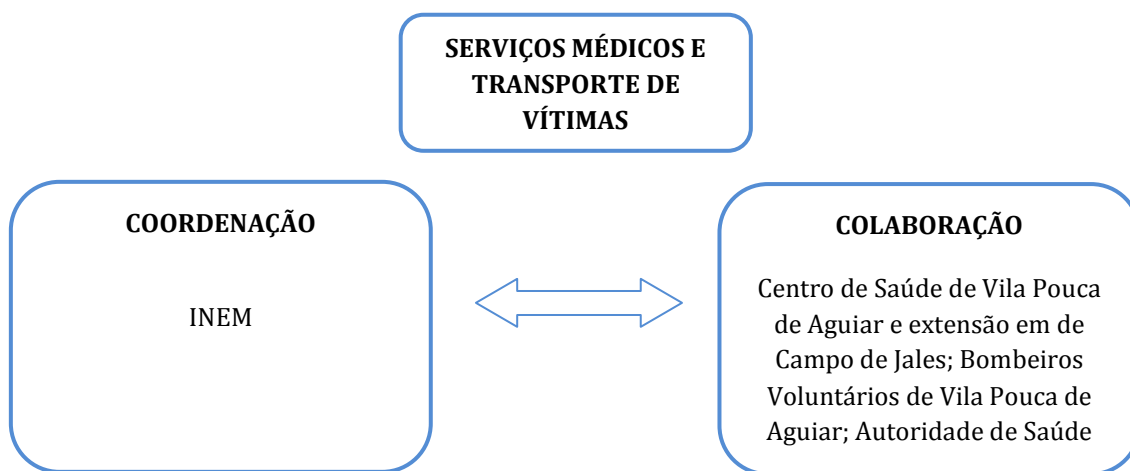 SERVIÇOS MÉDICOS E
TRANSPORTE DE
VÍTIMAS
COORDENAÇÃO
INEM
COLABORAÇÃO
Centro de Saúde de Vila Pouca
de Aguiar e extensão em de
Campo de Jales; Bombeiros
Voluntários de Vila Pouca de
Aguiar; Autoridade de Saúde